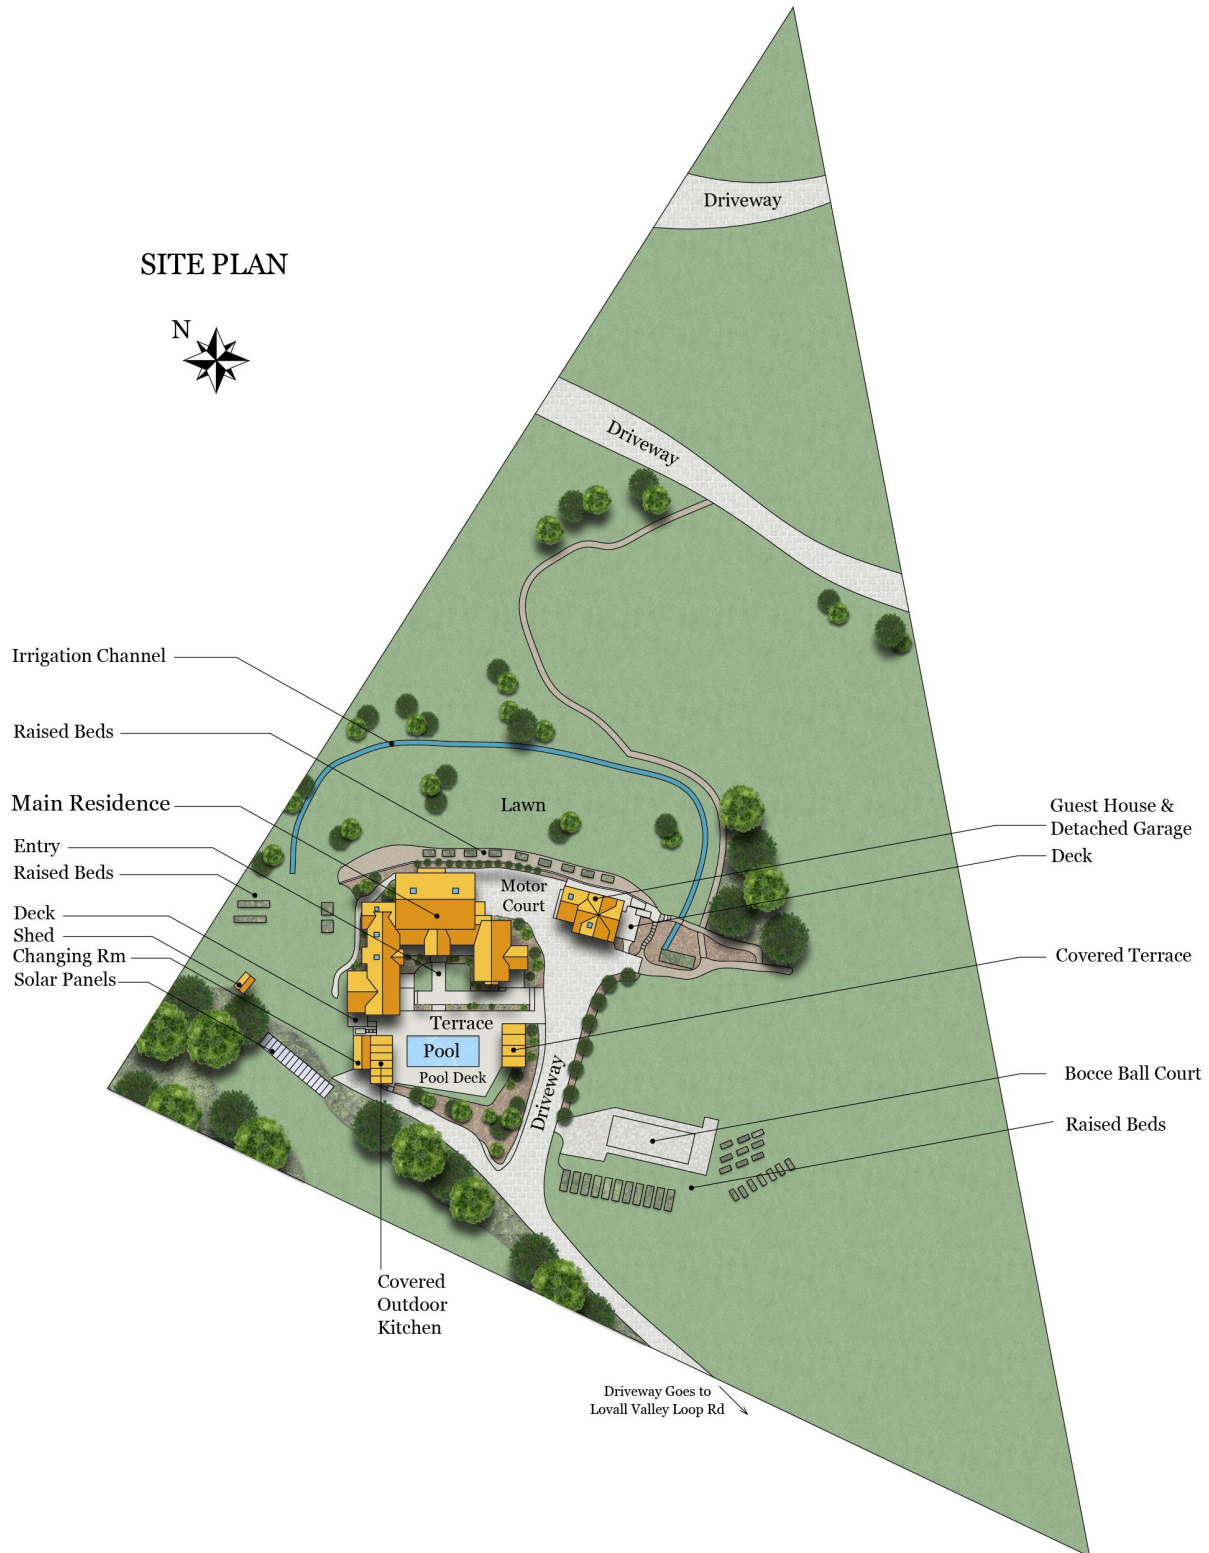 Driveway
SITE PLAN
N
Driveway
Irrigation Channel
Raised Beds
Main Residence
Lawn
Guest House &
Detached Garage
Entry
Deck
Raised Beds
Motor
Court
Deck
Shed
Changing Rm
Covered Terrace
Solar Panels
Terrace
Pool
Pool Deck
Driveway
Bocce Ball Court
Raised Beds
Covered
Outdoor
Kitchen
Driveway Goes to
Lovall Valley Loop Rd